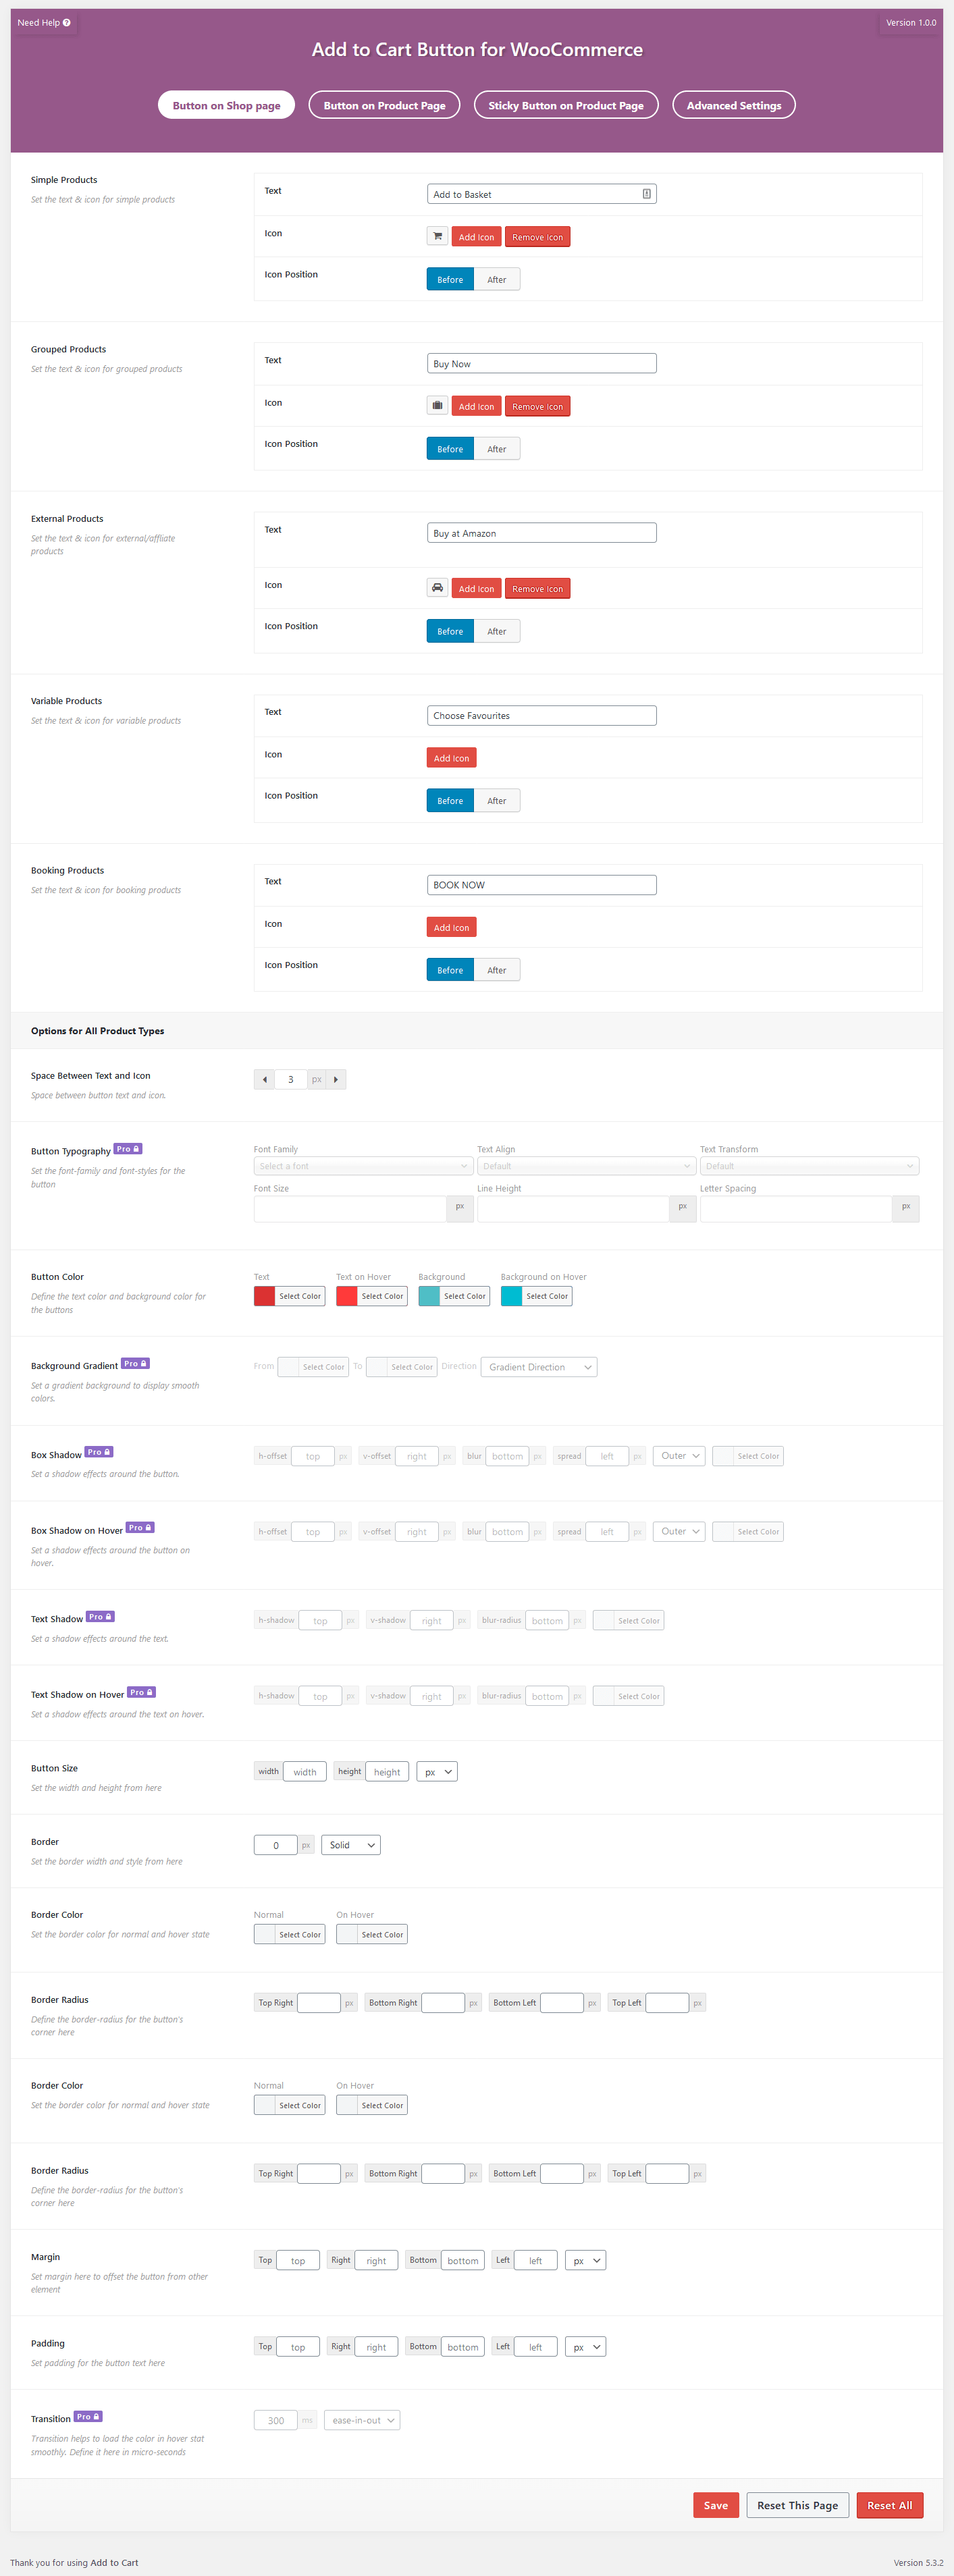 Need Help
Version 1.0.0
Add to Cart Button for WooCommerce
Button on Shop page
Button on Product Page
Sticky Button on Product Page
Advanced Settings
Simple Products
Set the text & icon for simple products
Text
Add to Basket
Icon
Add Icon
Remove Icon
Icon Position
Before
After
Grouped Products
Set the text & icon for grouped products
Text
Buy Now
Icon
Add Icon
Remove Icon
Icon Position
Before
After
External Products
Set the text & icon for external/affliate
products
Text
Buy at Amazon
Icon
Add Icon
Remove Icon
Icon Position
Before
After
Variable Products
Set the text & icon for variable products
Text
Choose Favourites
Icon
Add Icon
Icon Position
Before
After
Booking Products
Set the text & icon for booking products
Text
BOOK NOW
Icon
Add Icon
Icon Position
Before
After
Options for All Product Types
Space Between Text and Icon
Space between button text and icon.
3 px
Button Typography Pro
Set the font-family and font-styles for the
button
Font Family
Text Align
Text Transform
Select a font
Default
Default
Font Size
Line Height
Letter Spacing
px
px
px
Button Color
Define the text color and background color for
the buttons
Text
Text on Hover
Background
Background on Hover
Select Color
Select Color
Select Color
Select Color
Background Gradient Pro
Set a gradient background to display smooth
colors.
From Select Color To Select Color Direction Gradient Direction
Box Shadow Pro
Set a shadow effects around the button.
h-offset top px v-offset right px blur bottom px spread left px Outer Select Color
Box Shadow on Hover Pro
Set a shadow effects around the button on
hover.
h-offset top px v-offset right px blur bottom px spread left px Outer Select Color
Text Shadow Pro
Set a shadow effects around the text.
h-shadow top px v-shadow right px blur-radius bottom px Select Color
Text Shadow on Hover Pro
Set a shadow effects around the text on hover.
h-shadow top px v-shadow right px blur-radius bottom px Select Color
Button Size
Set the width and height from here
width width height height px
Border
Set the border width and style from here
0 px Solid
Border Color
Set the border color for normal and hover state
Normal
On Hover
Select Color
Select Color
Border Radius
Define the border-radius for the button's
corner here
Top Right px Bottom Right px Bottom Left px Top Left px
Border Color
Set the border color for normal and hover state
Normal
On Hover
Select Color
Select Color
Border Radius
Define the border-radius for the button's
corner here
Top Right px Bottom Right px Bottom Left px Top Left px
Margin
Set margin here to offset the button from other
element
Top top Right right Bottom bottom Left left px
Padding
Set padding for the button text here
Top top Right right Bottom bottom Left left px
Transition Pro
Transition helps to load the color in hover stat
smoothly. Define it here in micro-seconds
300 ms ease-in-out
Save
Reset This Page
Reset All
Thank you for using Add to Cart
Version 5.3.2